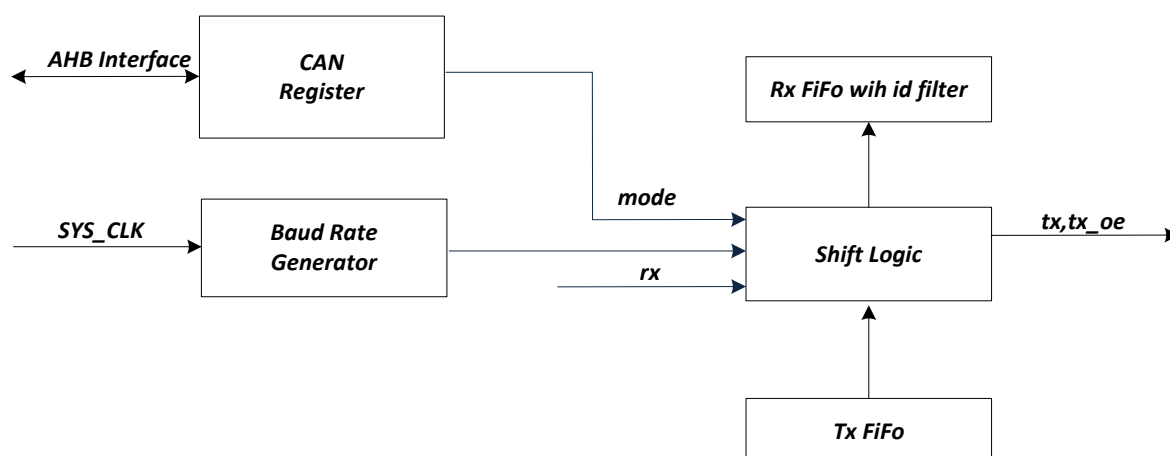 AHB Interface
CAN
Register
Rx FiFo wih id filter
mode
SYS_CLK
Baud Rate
Generator
rx
Shift Logic
tx,tx_oe
Tx FiFo